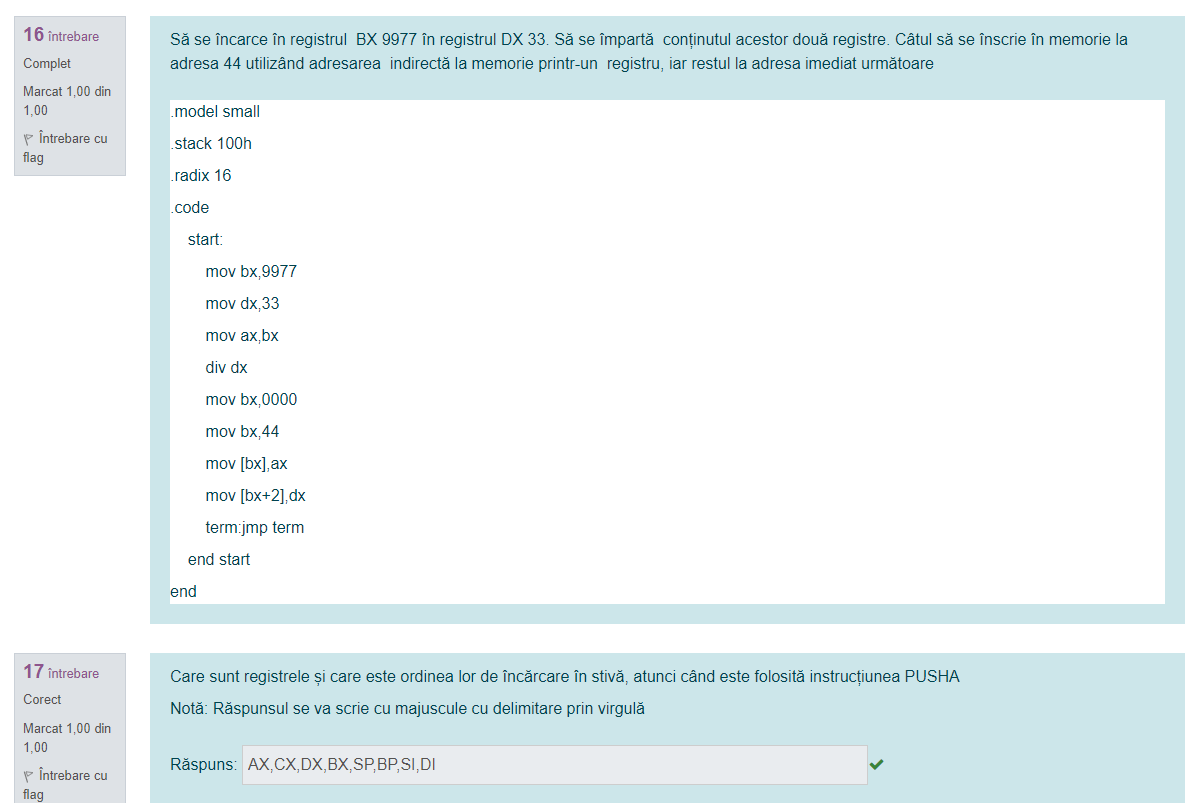 16 întrebare
Complet
Marcat 1,00 din
1,00
Întrebare cu
flag
Să se încarce în registrul  BX 9977 în registrul DX 33. Să se împartă  conținutul acestor două registre. Câtul să se înscrie în memorie la
adresa 44 utilizând adresarea  indirectă la memorie printr-un  registru, iar restul la adresa imediat următoare
.model small
.stack 100h
.radix 16
.code
start:
mov bx,9977
mov dx,33
mov ax,bx
div dx
mov bx,0000
mov bx,44
mov [bx],ax
mov [bx+2],dx
term:jmp term
end start
end
17 întrebare
Corect
Marcat 1,00 din
1,00
Întrebare cu
flag
Care sunt registrele și care este ordinea lor de încărcare în stivă, atunci când este folosită instrucțiunea PUSHA
Notă: Răspunsul se va scrie cu majuscule cu delimitare prin virgulă
Răspuns: AX,CX,DX,BX,SP,BP,SI,DI